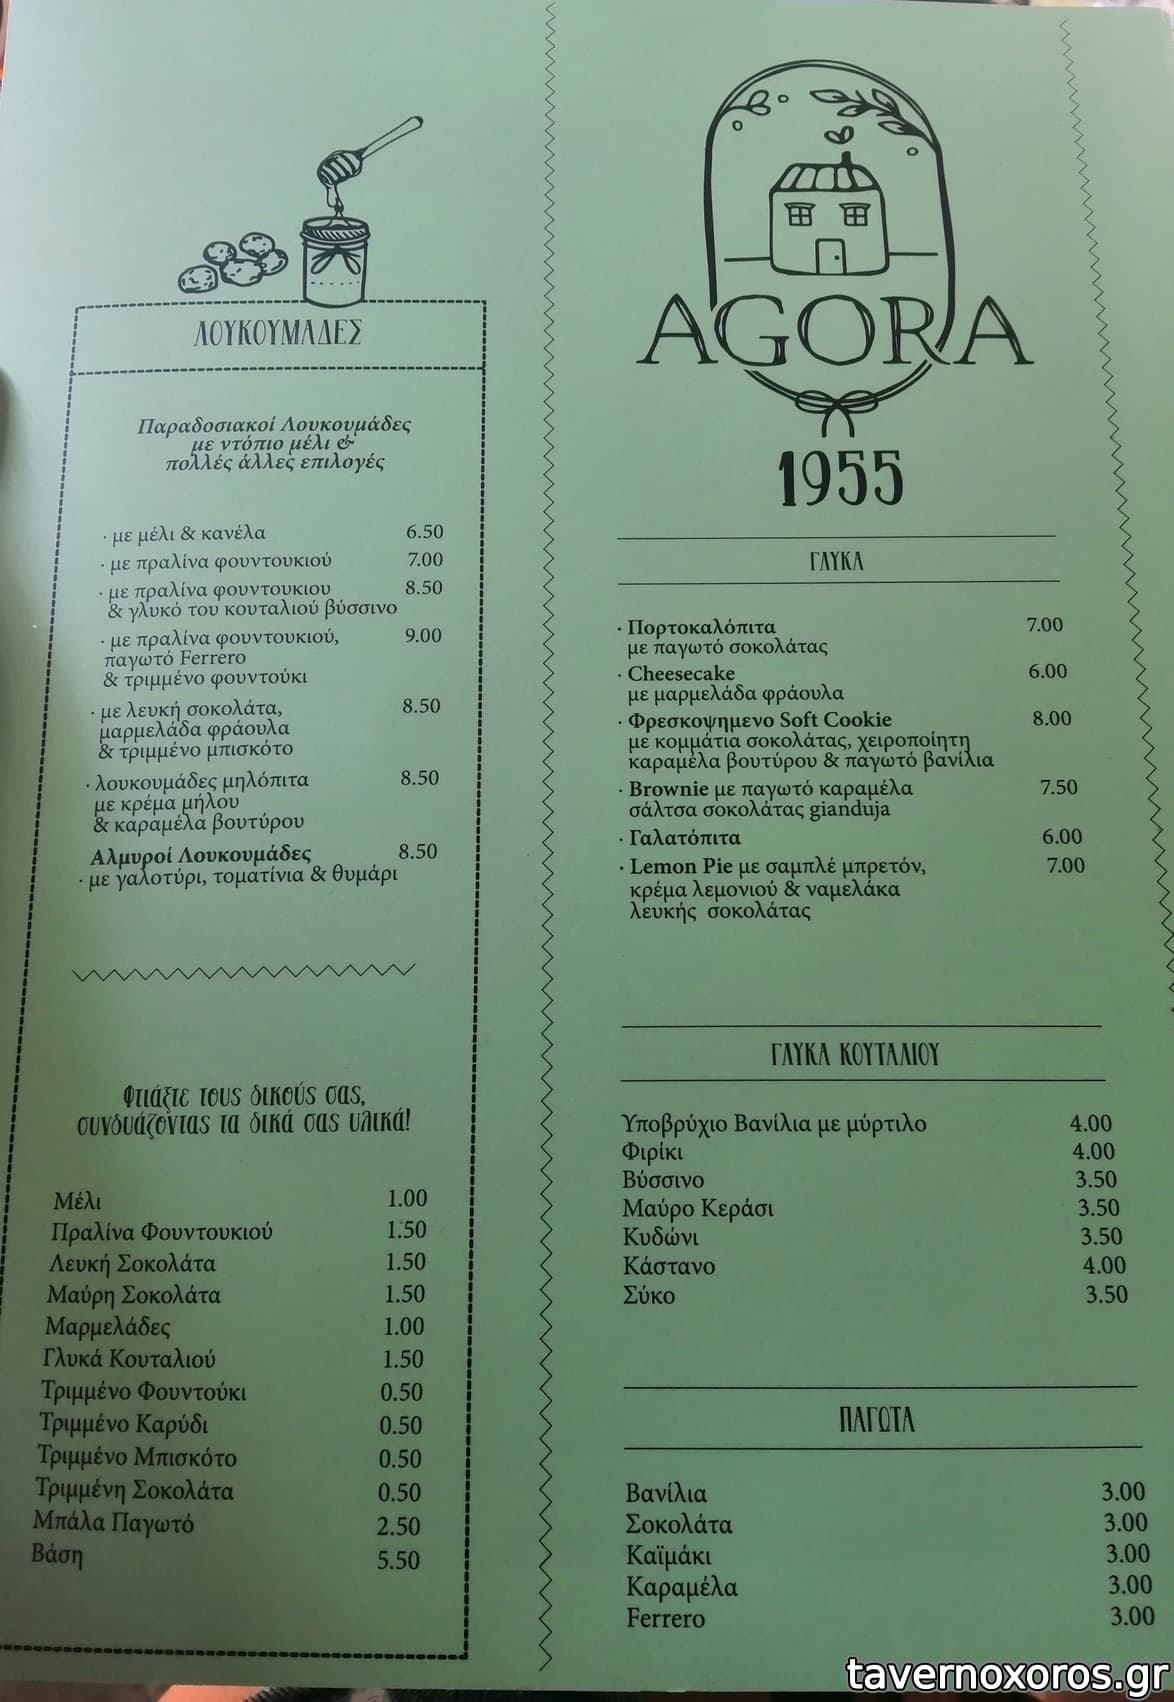 ΛΟΥΚΟΥΜΑΔΕΣ
Παραδοσιακοί Λουκουμάδες
με ντόπιο μέλι &
πολλές άλλες επιλογές
· με μέλι & κανέλα 6.50
· με πραλίνα φουντουκιού 7.00
· με πραλίνα φουντουκιου 8.50
& γλυκό του κουταλιού βύσσινο
· με πραλίνα φουντουκιού, 9.00
παγωτό Ferrero
& τριμμένο φουντούκι
· με λευκή σοκολάτα, 8.50
μαρμελάδα φράουλα
& τριμμένο μπισκότο
· λουκουμάδες μηλόπιτα 8.50
με κρέμα μήλου
& καραμέλα βουτύρου
Αλμυροί Λουκουμάδες 8.50
· με γαλοτύρι, τοματίνια & θυμάρι
Φτιάξτε τους δικούς σας,
συνδυάζοντας τα δικά σας υλικά!
Μέλι 1.00
Πραλίνα Φουντουκιού 1.50
Λευκή Σοκολάτα 1.50
Μαύρη Σοκολάτα 1.50
Μαρμελάδες 1.00
Γλυκά Κουταλιού 1.50
Τριμμένο Φουντούκι 0.50
Τριμμένο Καρύδι 0.50
Τριμμένο Μπισκότο 0.50
Τριμμένη Σοκολάτα 0.50
Μπάλα Παγωτό 2.50
Βάση 5.50
AGORA
1955
ΓΛΥΚΑ
· Πορτοκαλόπιτα 7.00
με παγωτό σοκολάτας
· Cheesecake 6.00
με μαρμελάδα φράουλα
· Φρεσκοψημενο Soft Cookie 8.00
με κομμάτια σοκολάτας, χειροποίητη
καραμέλα βουτύρου & παγωτό βανίλια
· Brownie με παγωτό καραμέλα 7.50
σάλτσα σοκολάτας gianduja
· Γαλατόπιτα 6.00
· Lemon Pie με σαμπλέ μπρετόν, 7.00
κρέμα λεμονιού & ναμελάκα
λευκής σοκολάτας
ΓΛΥΚΑ ΚΟΥΤΑΛΙΟΥ
Υποβρύχιο Βανίλια με μύρτιλο 4.00
Φιρίκι 4.00
Βύσσινο 3.50
Μαύρο Κεράσι 3.50
Κυδώνι 3.50
Κάστανο 4.00
Σύκο 3.50
ΠΑΓΩΤΑ
Βανίλια 3.00
Σοκολάτα 3.00
Καϊμάκι 3.00
Καραμέλα 3.00
Ferrero 3.00
tavernoxoros.gr